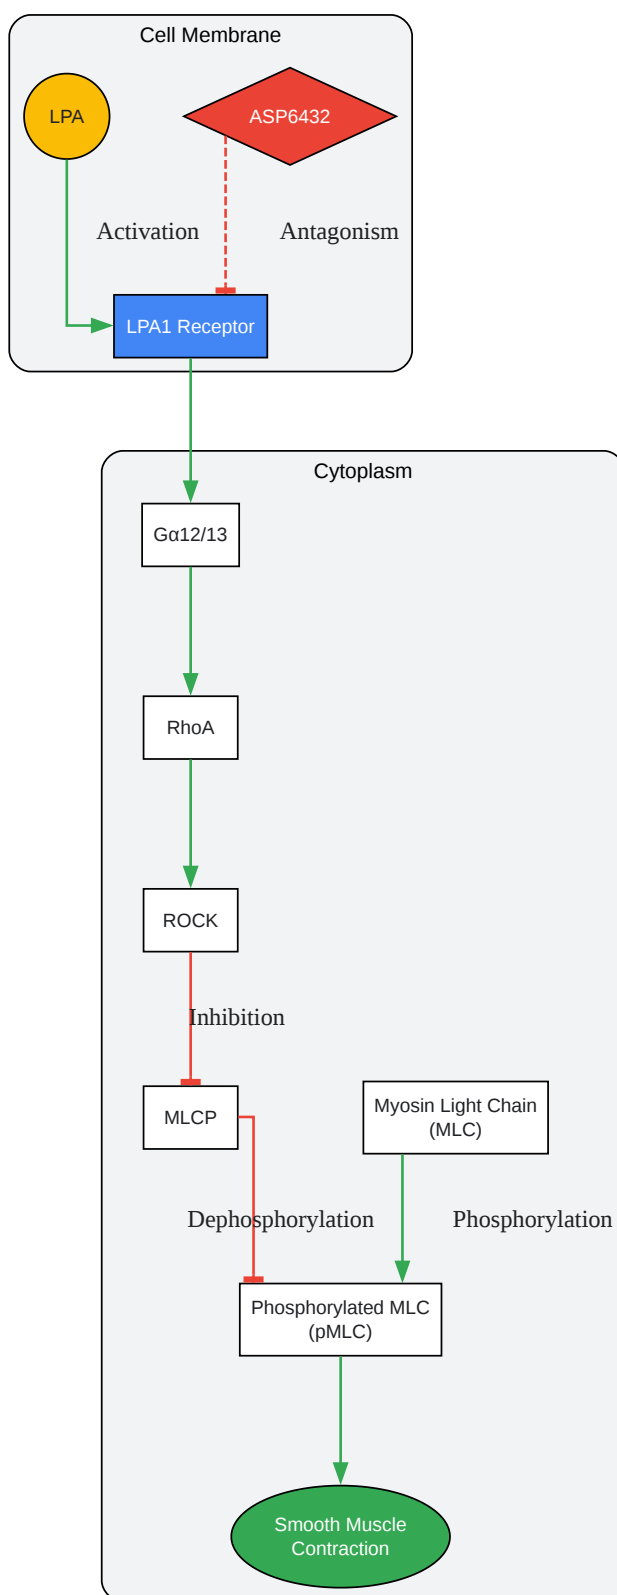 Cell Membrane
LPA
ASP6432
Activation
Antagonism
LPA1 Receptor
Cytoplasm
Gα12/13
RhoA
ROCK
Inhibition
MLCP
Myosin Light Chain
(MLC)
Dephosphorylation
Phosphorylation
Phosphorylated MLC
(pMLC)
Smooth Muscle
Contraction